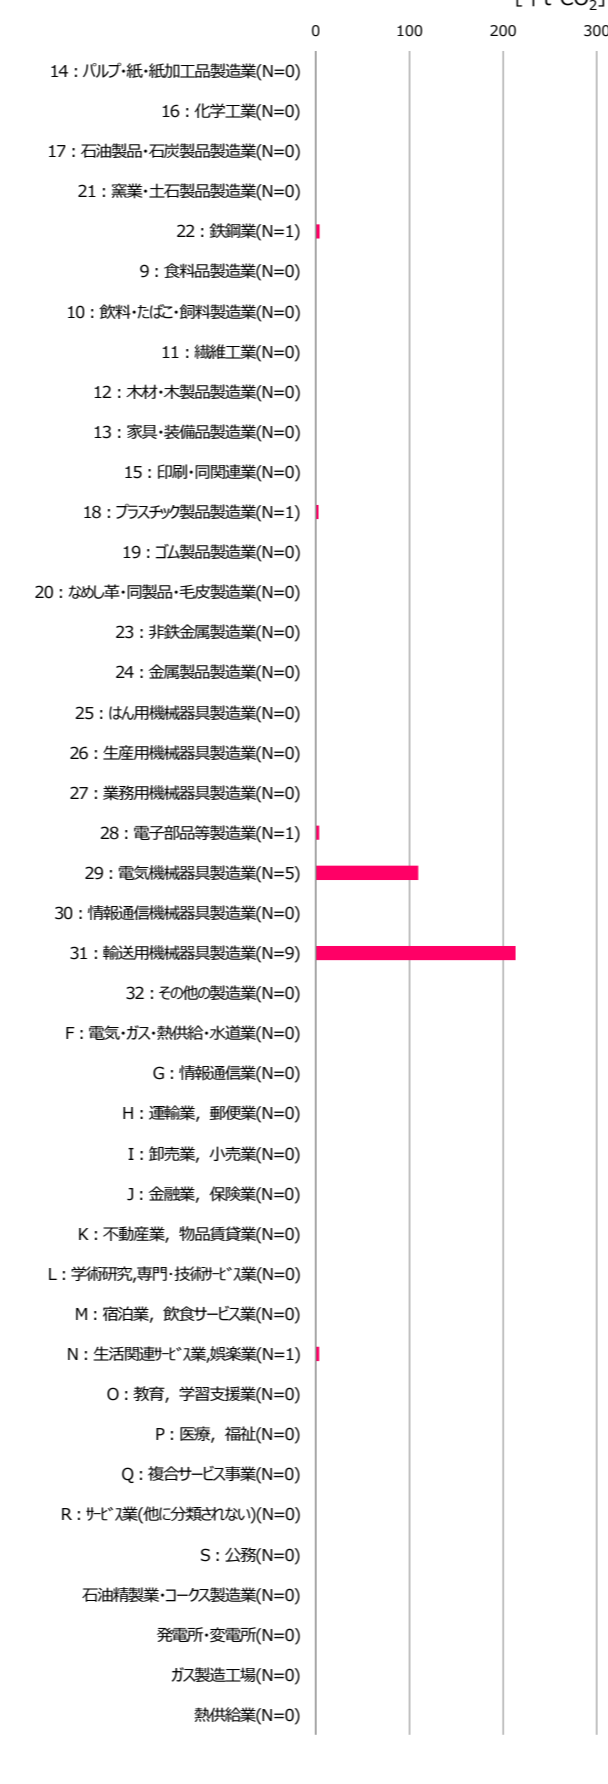 [千t-CO₂]
0 100 200 300
14：パルプ・紙・紙加工品製造業(N=0)
16：化学工業(N=0)
17：石油製品・石炭製品製造業(N=0)
21：窯業・土石製品製造業(N=0)
22：鉄鋼業(N=1)
9：食料品製造業(N=0)
10：飲料・たばこ・飼料製造業(N=0)
11：繊維工業(N=0)
12：木材・木製品製造業(N=0)
13：家具・装備品製造業(N=0)
15：印刷・同関連業(N=0)
18：プラスチック製品製造業(N=1)
19：ゴム製品製造業(N=0)
20：なめし革・同製品・毛皮製造業(N=0)
23：非鉄金属製造業(N=0)
24：金属製品製造業(N=0)
25：はん用機械器具製造業(N=0)
26：生産用機械器具製造業(N=0)
27：業務用機械器具製造業(N=0)
28：電子部品等製造業(N=1)
29：電気機械器具製造業(N=5)
30：情報通信機械器具製造業(N=0)
31：輸送用機械器具製造業(N=9)
32：その他の製造業(N=0)
F：電気・ガス・熱供給・水道業(N=0)
G：情報通信業(N=0)
H：運輸業，郵便業(N=0)
I：卸売業，小売業(N=0)
J：金融業，保険業(N=0)
K：不動産業，物品賃貸業(N=0)
L：学術研究,専門・技術ｻｰﾋﾞｽ業(N=0)
M：宿泊業，飲食サービス業(N=0)
N：生活関連ｻｰﾋﾞｽ業,娯楽業(N=1)
O：教育，学習支援業(N=0)
P：医療，福祉(N=0)
Q：複合サービス事業(N=0)
R：ｻｰﾋﾞｽ業(他に分類されない)(N=0)
S：公務(N=0)
石油精製業・コークス製造業(N=0)
発電所・変電所(N=0)
ガス製造工場(N=0)
熱供給業(N=0)